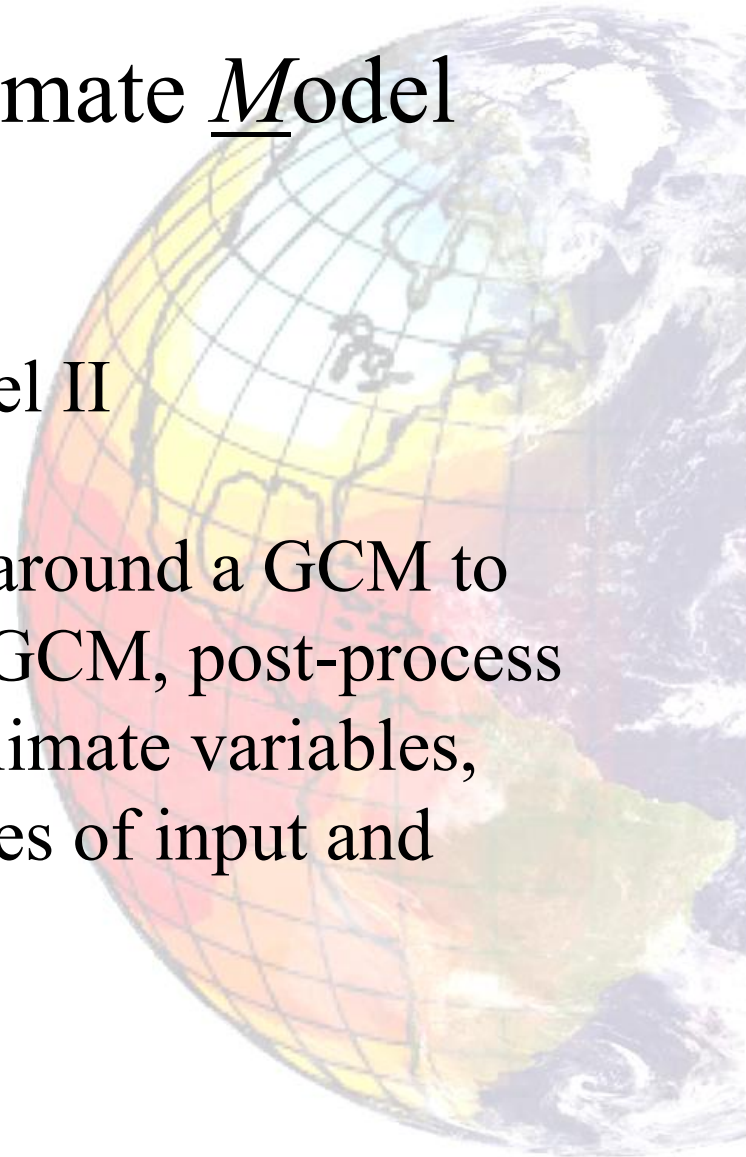 mate Model
el II
around a GCM to
GCM, post-process
limate variables,
es of input and